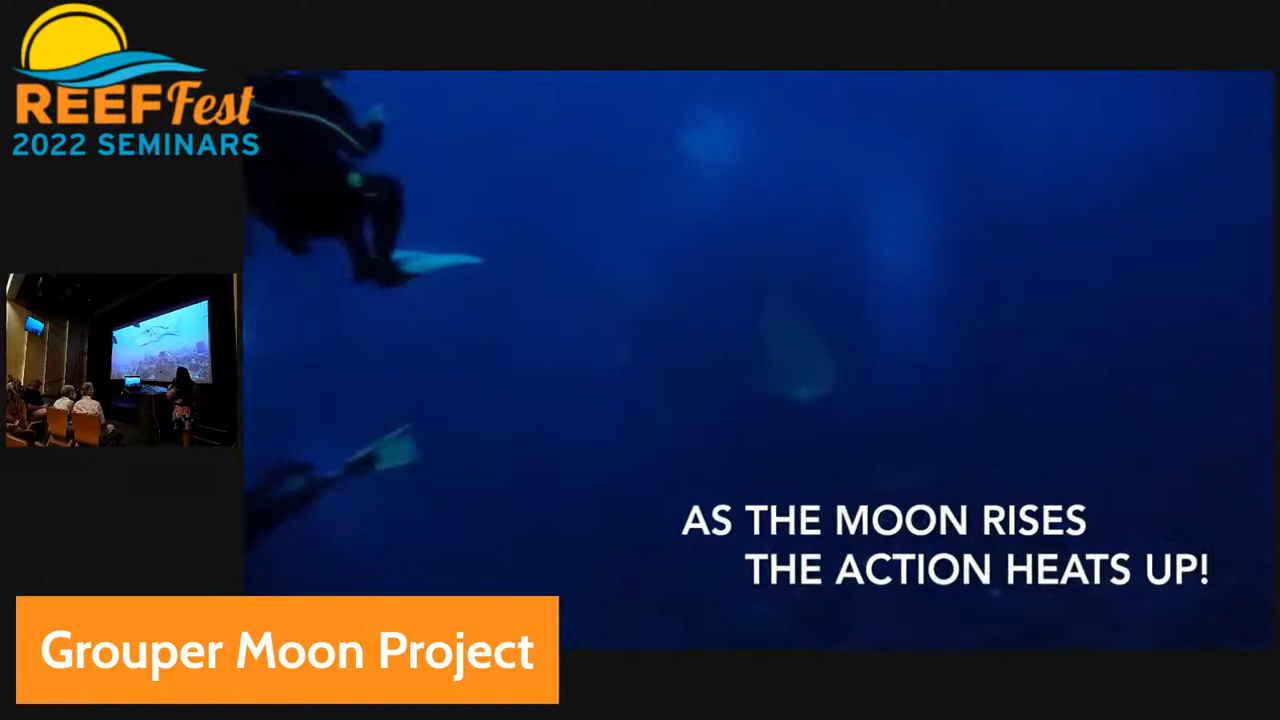 REEF Fest
2022 SEMINARS
AS THE MOON RISES
THE ACTION HEATS UP!
Grouper Moon Project